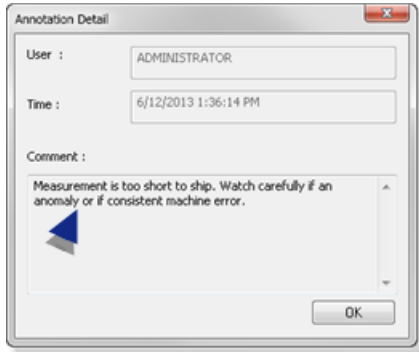 Annotation Detail
User :
ADMINISTRATOR
Time :
6/12/2013 1:36:14 PM
Comment :
Measurement is too short to ship. Watch carefully if an
anomaly or if consistent machine error.
OK